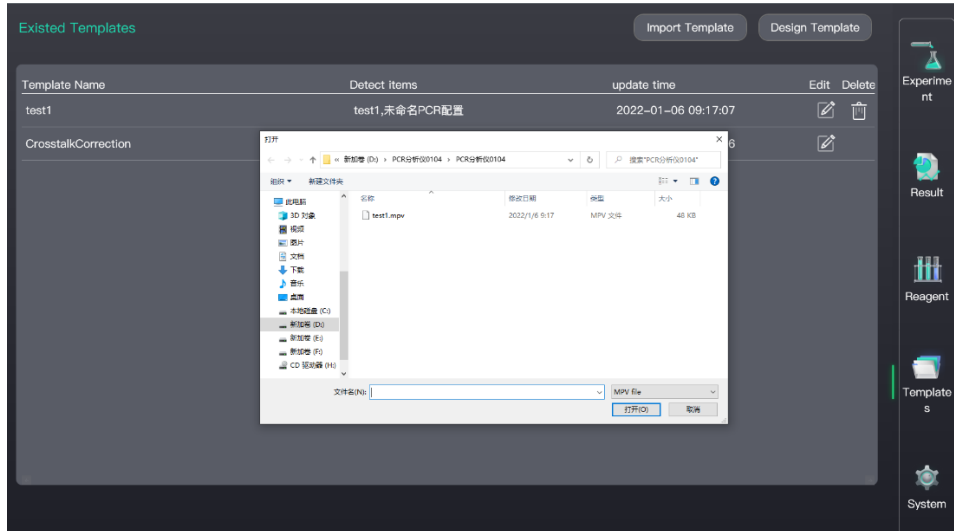 Existed Templates
Import Template
Design Template
Template Name Detect items update time Edit Delete
test1 test1,未命名PCR配置 2022-01-06 09:17:07
CrosstalkCorrection 6
打开
新加卷 (D:) › PCR分析仪0104 › PCR分析仪0104
搜索"PCR分析仪0104"
组织 新建文件夹
名称 修改日期 类型 大小
test1.mpv 2022/1/6 9:17 MPV 文件 48 KB
此电脑
3D 对象
视频
图片
文档
下载
音乐
桌面
本地磁盘 (C:)
新加卷 (D:)
新加卷 (E:)
新加卷 (F:)
CD 驱动器 (H:)
文件名(N):
MPV file
打开(O) 取消
Experime
nt
Result
Reagent
Template
s
System